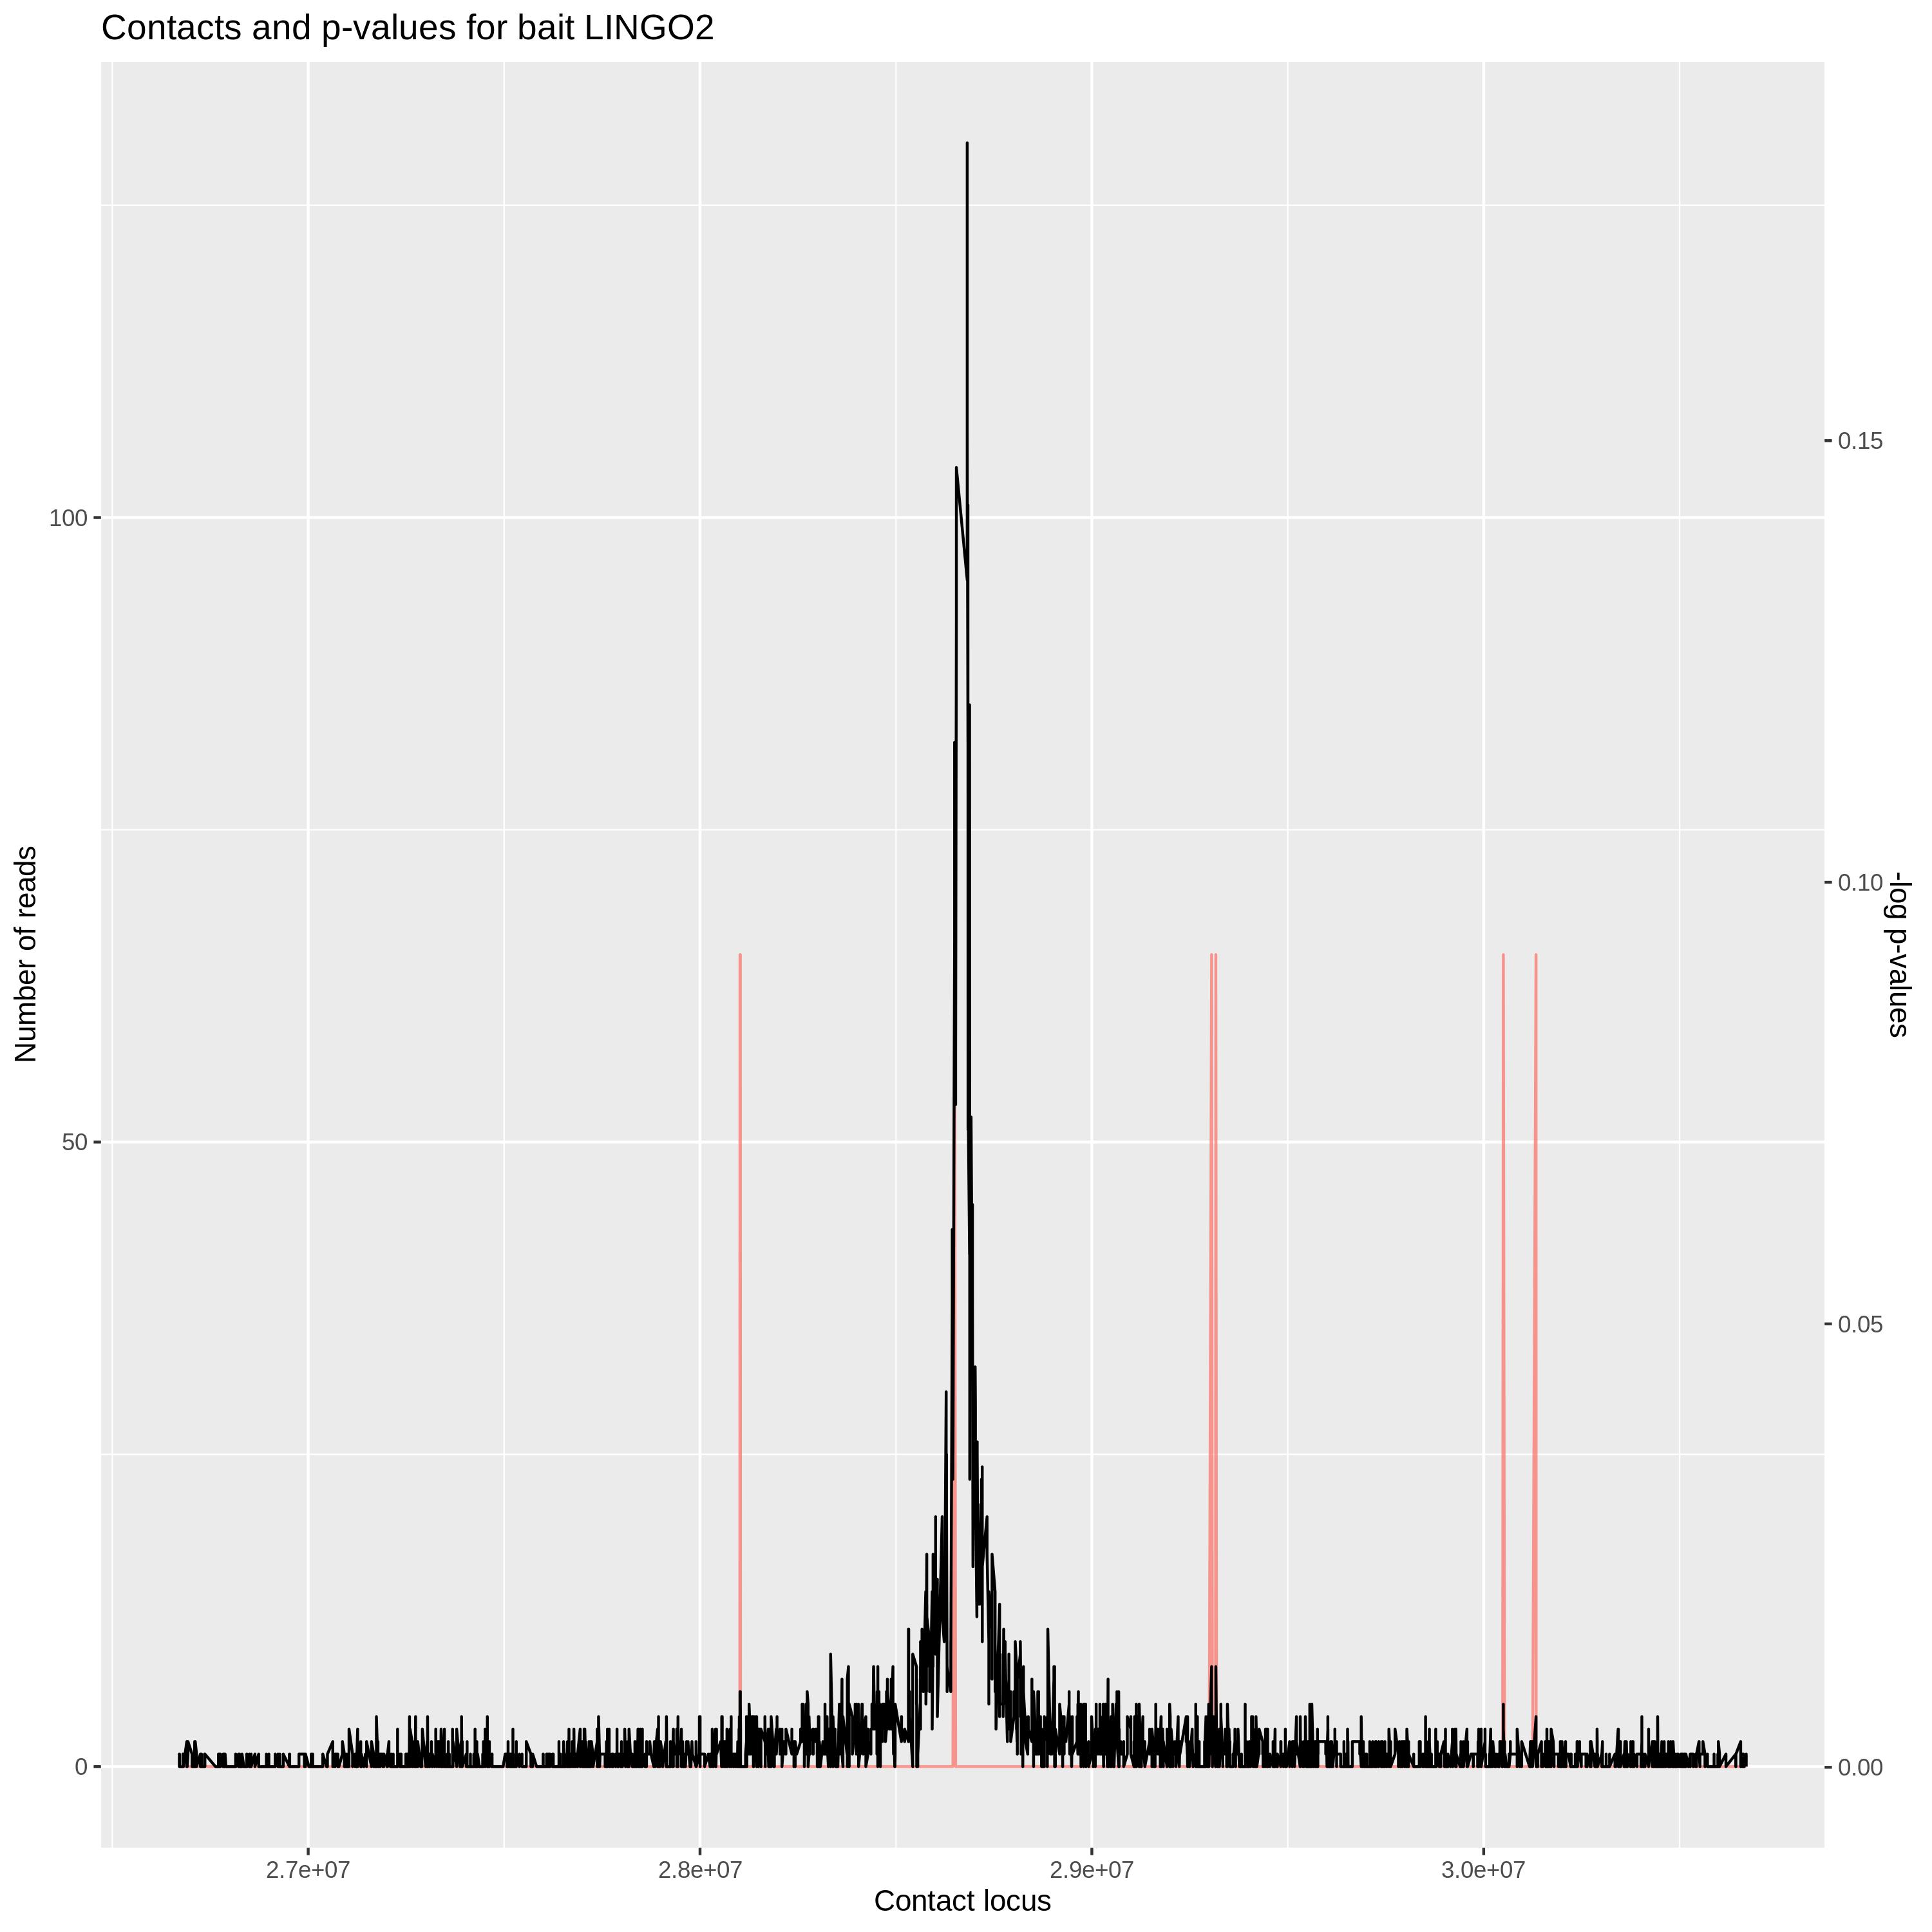 Contacts and p-values for bait LINGO2
Number of reads
100
50
0
0.15
0.10
0.05
0.00
-log p-values
2.7e+07
2.8e+07
2.9e+07
3.0e+07
Contact locus